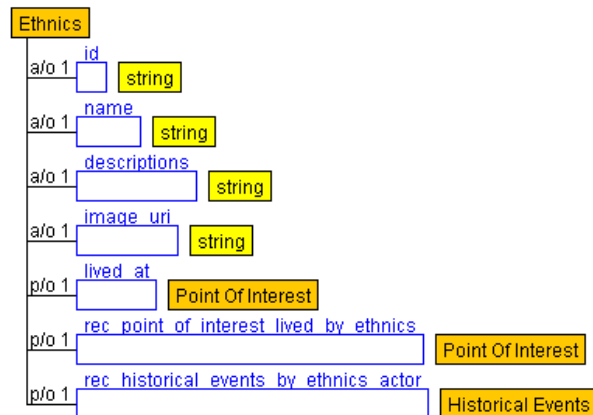 Ethnics
a/o 1 id string
a/o 1 name string
a/o 1 descriptions string
a/o 1 image_uri string
p/o 1 lived_at Point Of Interest
p/o 1 rec_point_of_interest_lived_by_ethnics Point Of Interest
p/o 1 rec_historical_events_by_ethnics_actor Historical Events